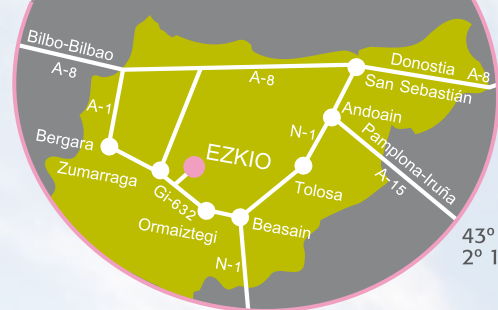 Bilbo-Bilbao
A-8
Donostia
A-8
A-8
San Sebastián
A-1
Andoain
N-1
Pamplona-Iruña
Bergara
EZKIO
A-15
Zumarraga
Tolosa
Gi-632
Ormaiztegi
Beasain
N-1
43º
2º 1